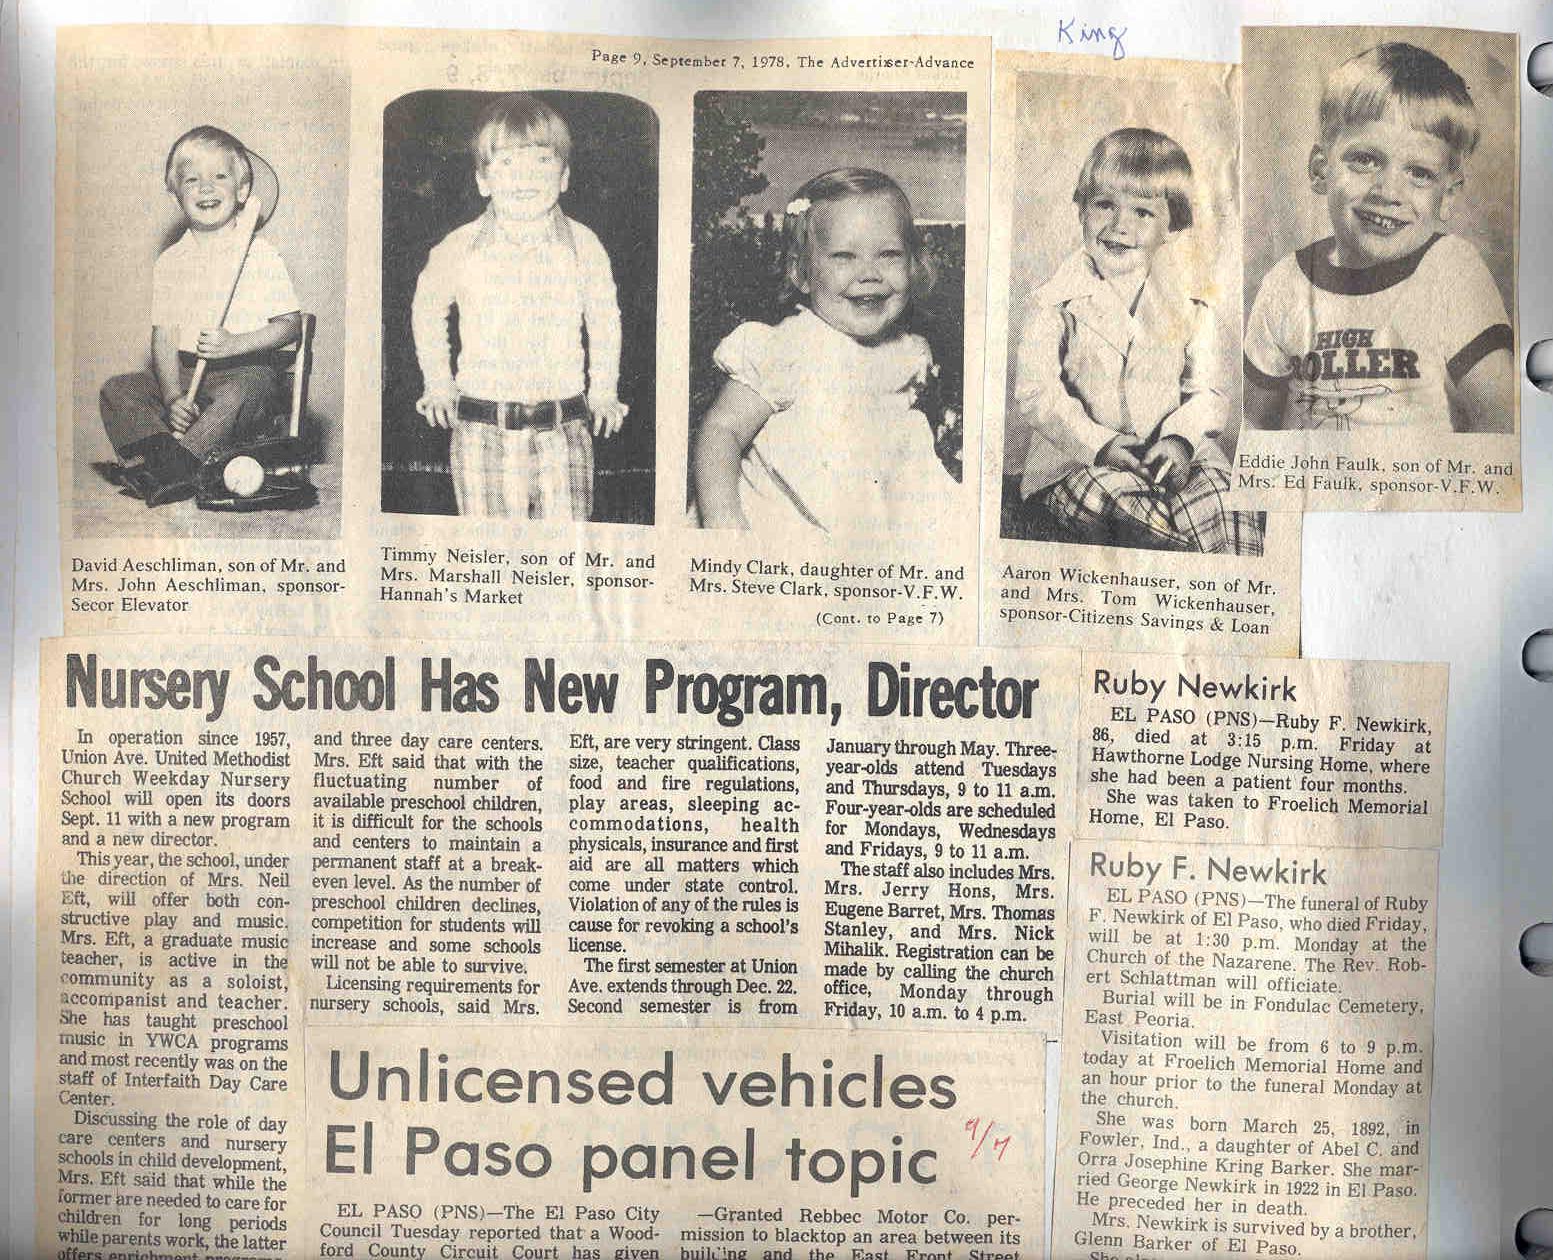 King
Page 9, September 7, 1978, The Advertiser-Advance
HIGH
ROLLER
David Aeschliman, son of Mr. and
Mrs. John Aeschliman, sponsor-
Secor Elevator
Timmy Neisler, son of Mr. and
Mrs. Marshall Neisler, sponsor-
Hannah's Market
Mindy Clark, daughter of Mr. and
Mrs. Steve Clark, sponsor-V.F.W.
(Cont. to Page 7)
Aaron Wickenhauser, son of Mr.
and Mrs. Tom Wickenhauser,
sponsor-Citizens Savings & Loan
Eddie John Faulk, son of Mr. and
Mrs. Ed Faulk, sponsor-V.F.W.
Nursery School Has New Program, Director
In operation since 1957,
Union Ave. United Methodist
Church Weekday Nursery
School will open its doors
Sept. 11 with a new program
and a new director.
This year, the school, under
the direction of Mrs. Neil
Eft, will offer both con-
structive play and music.
Mrs. Eft, a graduate music
teacher, is active in the
community as a soloist,
accompanist and teacher.
She has taught preschool
music in YWCA programs
and most recently was on the
staff of Interfaith Day Care
Center.
Discussing the role of day
care centers and nursery
schools in child development,
Mrs. Eft said that while the
former are needed to care for
children for long periods
while parents work, the latter
offers enrichment
and three day care centers.
Mrs. Eft said that with the
fluctuating number of
available preschool children,
it is difficult for the schools
and centers to maintain a
permanent staff at a break-
even level. As the number of
preschool children declines,
competition for students will
increase and some schools
will not be able to survive.
Licensing requirements for
nursery schools, said Mrs.
Eft, are very stringent. Class
size, teacher qualifications,
food and fire regulations,
play areas, sleeping ac-
commodations, health
physicals, insurance and first
aid are all matters which
come under state control.
Violation of any of the rules is
cause for revoking a school's
license.
The first semester at Union
Ave. extends through Dec. 22.
Second semester is from
January through May. Three-
year-olds attend Tuesdays
and Thursdays, 9 to 11 a.m.
Four-year-olds are scheduled
for Mondays, Wednesdays
and Fridays, 9 to 11 a.m.
The staff also includes Mrs.
Mrs. Jerry Hons, Mrs.
Eugene Barret, Mrs. Thomas
Stanley, and Mrs. Nick
Mihalik. Registration can be
made by calling the church
office, Monday through
Friday, 10 a.m. to 4 p.m.
Unlicensed vehicles
El Paso panel topic
9/7
EL PASO (PNS)—The El Paso City
Council Tuesday reported that a Wood-
ford County Circuit Court has given
—Granted Rebbec Motor Co. per-
mission to blacktop an area between its
building and the East Front Street
Ruby Newkirk
EL PASO (PNS)—Ruby F. Newkirk,
86, died at 3:15 p.m. Friday at
Hawthorne Lodge Nursing Home, where
she had been a patient four months.
She was taken to Froelich Memorial
Home, El Paso.
Ruby F. Newkirk
EL PASO (PNS)—The funeral of Ruby
F. Newkirk of El Paso, who died Friday,
will be at 1:30 p.m. Monday at the
Church of the Nazarene. The Rev. Rob-
ert Schlattman will officiate.
Burial will be in Fondulac Cemetery,
East Peoria.
Visitation will be from 6 to 9 p.m.
today at Froelich Memorial Home and
an hour prior to the funeral Monday at
the church.
She was born March 25, 1892, in
Fowler, Ind., a daughter of Abel C. and
Orra Josephine Kring Barker. She mar-
ried George Newkirk in 1922 in El Paso.
He preceded her in death.
Mrs. Newkirk is survived by a brother,
Glenn Barker of El Paso.
She